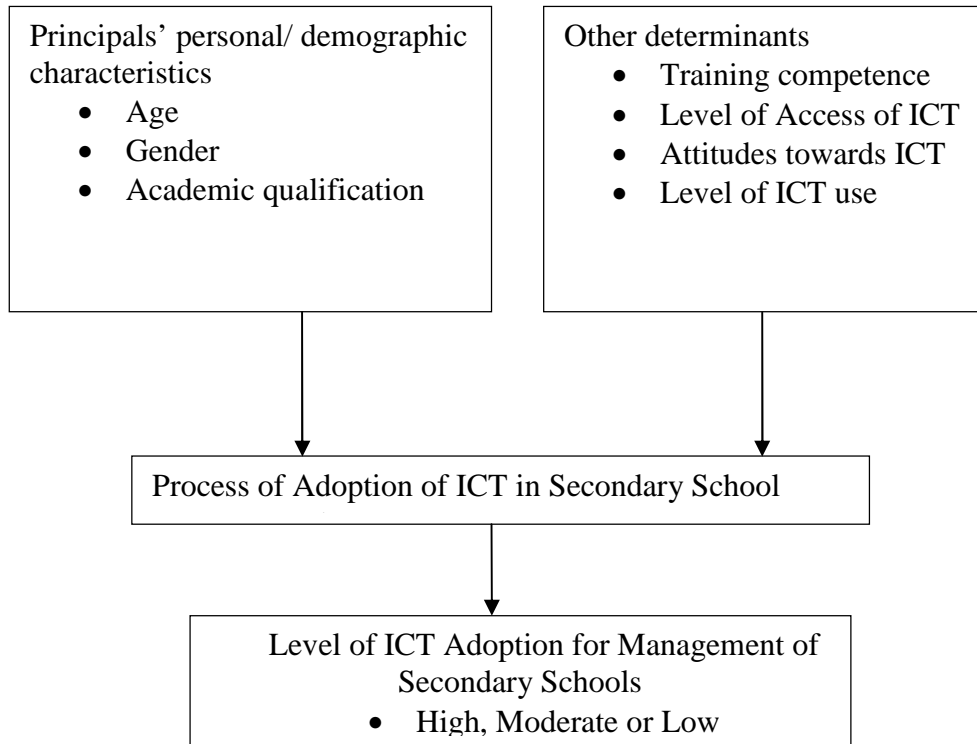 Principals’ personal/ demographic
characteristics
• Age
• Gender
• Academic qualification
Other determinants
• Training competence
• Level of Access of ICT
• Attitudes towards ICT
• Level of ICT use
Process of Adoption of ICT in Secondary School
Level of ICT Adoption for Management of
Secondary Schools
• High, Moderate or Low